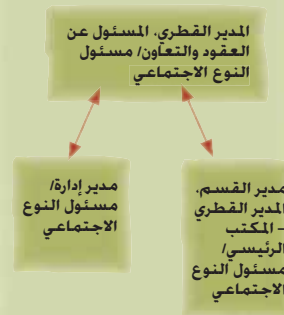 المدير القطري. المسئول عن
العقود والتعاون/ مسئول
النوع الاجتماعي
مدير القسم.
المدير القطري
– المكتب
الرئيسي/
مسئول النوع
الاجتماعي
مدير إدارة/
مسئول النوع
الاجتماعي